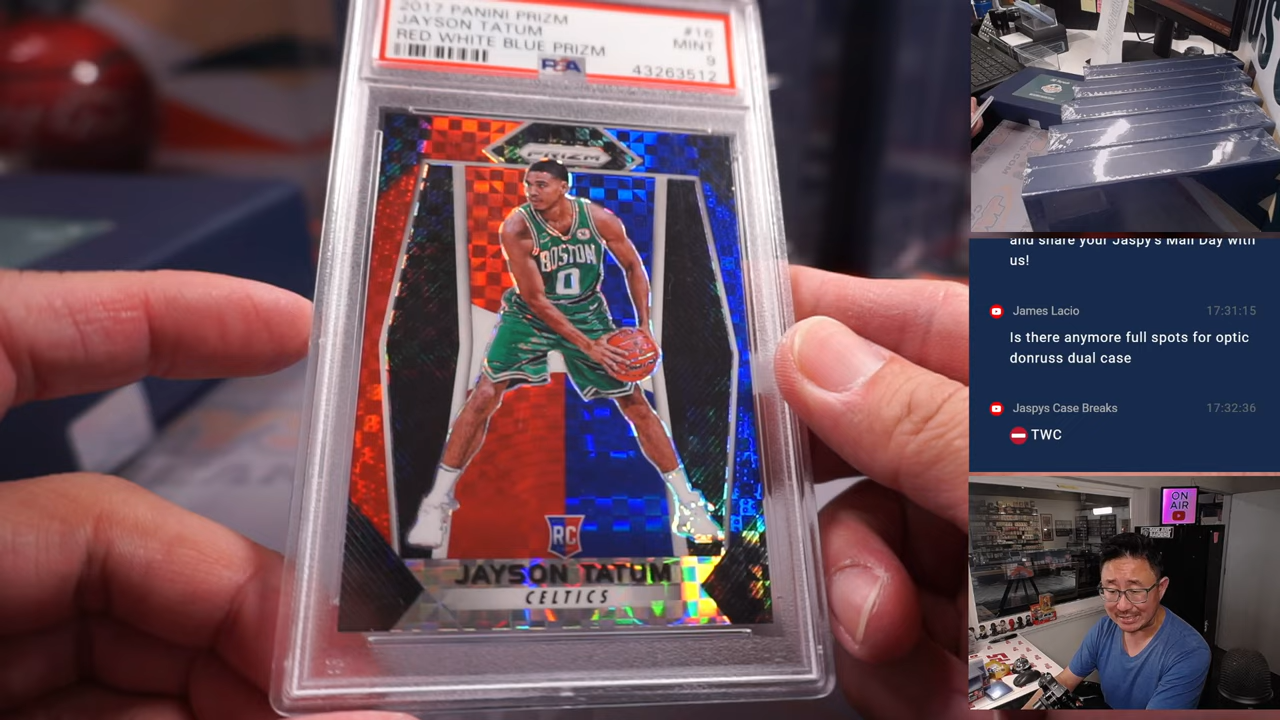 2017 PANINI PRIZM
JAYSON TATUM
RED WHITE BLUE PRIZM
#16
MINT
9
43263512
PSA
PRIZM
BOSTON
0
RC
JAYSON TATUM
CELTICS
and share your Jaspy's Mail Day with
us!
James Lacio 17:31:15
Is there anymore full spots for optic
donruss dual case
Jaspys Case Breaks 17:32:36
TWC
ON
AIR